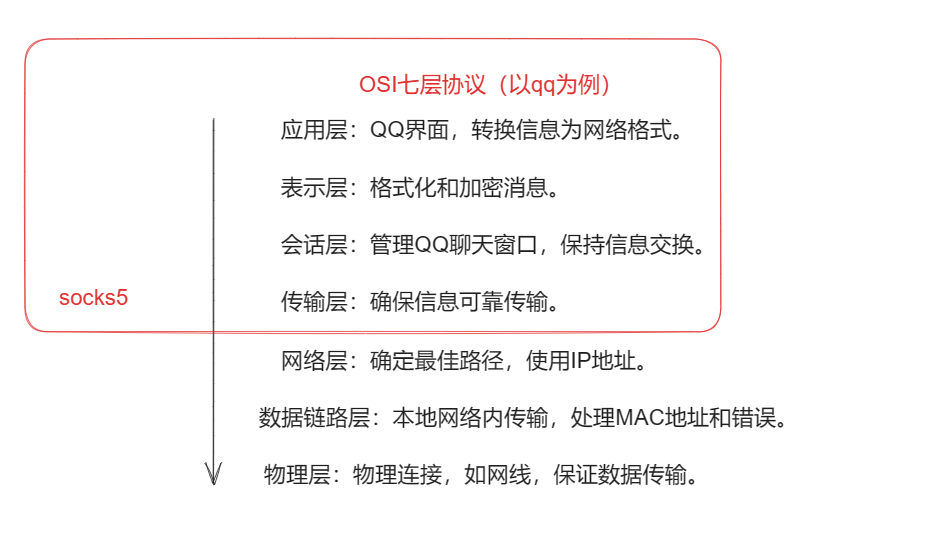 OSI七层协议（以qq为例）
应用层：QQ界面，转换信息为网络格式。
表示层：格式化和加密消息。
会话层：管理QQ聊天窗口，保持信息交换。
socks5
传输层：确保信息可靠传输。
网络层：确定最佳路径，使用IP地址。
数据链路层：本地网络内传输，处理MAC地址和错误。
物理层：物理连接，如网线，保证数据传输。